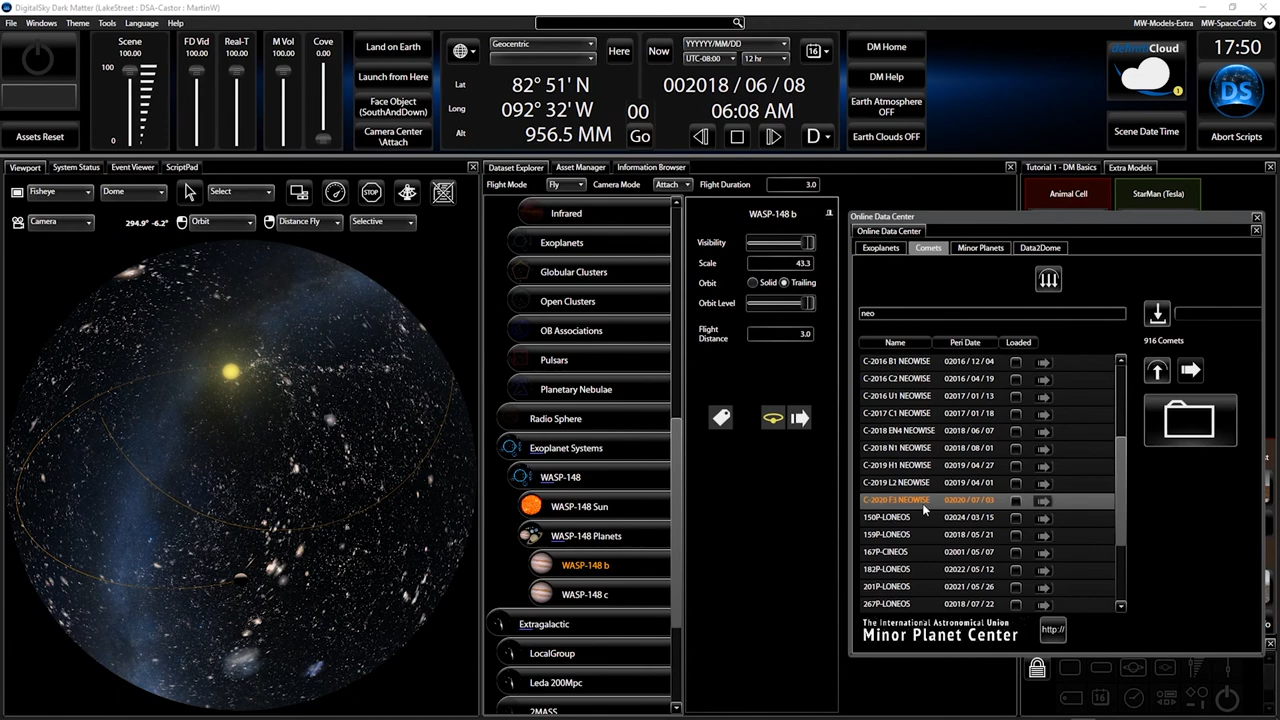 DigitalSky Dark Matter (LakeStreet : DSA-Castor : MartinW)
File Windows Theme Tools Language Help
MW-Models-Extra MW-SpaceCrafts
Scene
100.00
100
0
FD Vid
100.00
Real-T
100.00
M Vol
100.00
Cove
0.00
Assets Reset
Land on Earth
Launch from Here
Face Object
(SouthAndDown)
Camera Center
\Attach
Geocentric
Here
Lat 82° 51' N
Long 092° 32' W
Alt 956.5 MM
00
Go
Now
YYYYY/MM/DD
UTC-08:00 12 hr
16
002018 / 06 / 08
06:08 AM
D
DM Home
DM Help
Earth Atmosphere
OFF
Earth Clouds OFF
definitiCloud
1
Scene Date Time
17:50
DS
Abort Scripts
Viewport System Status Event Viewer ScriptPad
Fisheye Dome Select
STOP
Camera 294.9° -6.2° Orbit Distance Fly Selective
Dataset Explorer Asset Manager Information Browser
Flight Mode Fly Camera Mode Attach Flight Duration 3.0
Infrared
Exoplanets
Globular Clusters
Open Clusters
OB Associations
Pulsars
Planetary Nebulae
Radio Sphere
Exoplanet Systems
WASP-148
WASP-148 Sun
WASP-148 Planets
WASP-148 b
WASP-148 c
Extragalactic
LocalGroup
Leda 200Mpc
2MASS
WASP-148 b
Visibility
Scale 43.3
Orbit Solid Trailing
Orbit Level
Flight
Distance 3.0
Tutorial 1 - DM Basics Extra Models
Animal Cell StarMan (Tesla)
Online Data Center
Online Data Center
Exoplanets Comets Minor Planets Data2Dome
neo
916 Comets
Name Peri Date Loaded
C-2016 B1 NEOWISE 02016 / 12 / 04
C-2016 C2 NEOWISE 02016 / 04 / 19
C-2016 U1 NEOWISE 02017 / 01 / 13
C-2017 C1 NEOWISE 02017 / 01 / 18
C-2018 EN4 NEOWISE 02018 / 06 / 07
C-2018 N1 NEOWISE 02018 / 08 / 01
C-2019 H1 NEOWISE 02019 / 04 / 27
C-2019 L2 NEOWISE 02019 / 04 / 01
C-2020 F3 NEOWISE 02020 / 07 / 03
150P-LONEOS 02024 / 03 / 15
159P-LONEOS 02018 / 05 / 21
167P-CINEOS 02001 / 05 / 07
182P-LONEOS 02022 / 05 / 12
201P-LONEOS 02021 / 05 / 26
267P-LONEOS 02018 / 07 / 22
The International Astronomical Union
Minor Planet Center
http://
16